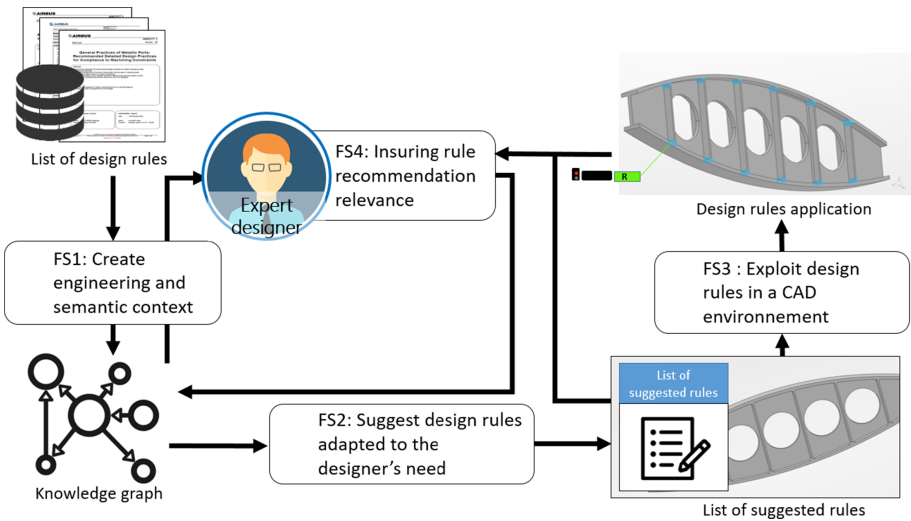 AIRBUS
AIRBUS
General Practices of Metallic Parts:
Recommended Detailed Design Practices
for Compliance to Machining Constraints
List of design rules
FS1: Create
engineering and
semantic context
Knowledge graph
Expert
designer
FS4: Insuring rule
recommendation
relevance
FS2: Suggest design rules
adapted to the
designer’s need
R
Design rules application
FS3 : Exploit design
rules in a CAD
environnement
List of
suggested rules
List of suggested rules